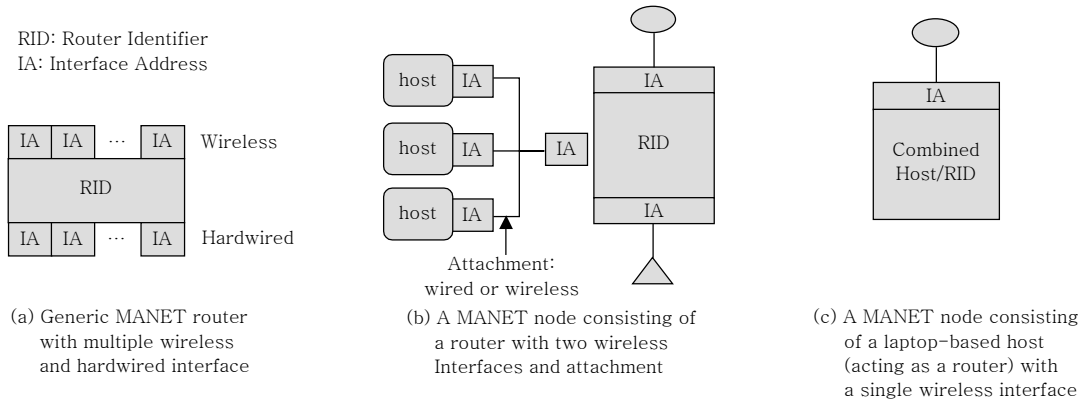 RID: Router Identifier
IA: Interface Address
IA IA ... IA Wireless
RID
IA IA ... IA Hardwired
(a) Generic MANET router
with multiple wireless
and hardwired interface
host IA
host IA
host IA
IA
IA
RID
IA
Attachment:
wired or wireless
(b) A MANET node consisting of
a router with two wireless
Interfaces and attachment
IA
Combined
Host/RID
(c) A MANET node consisting
of a laptop-based host
(acting as a router) with
a single wireless interface